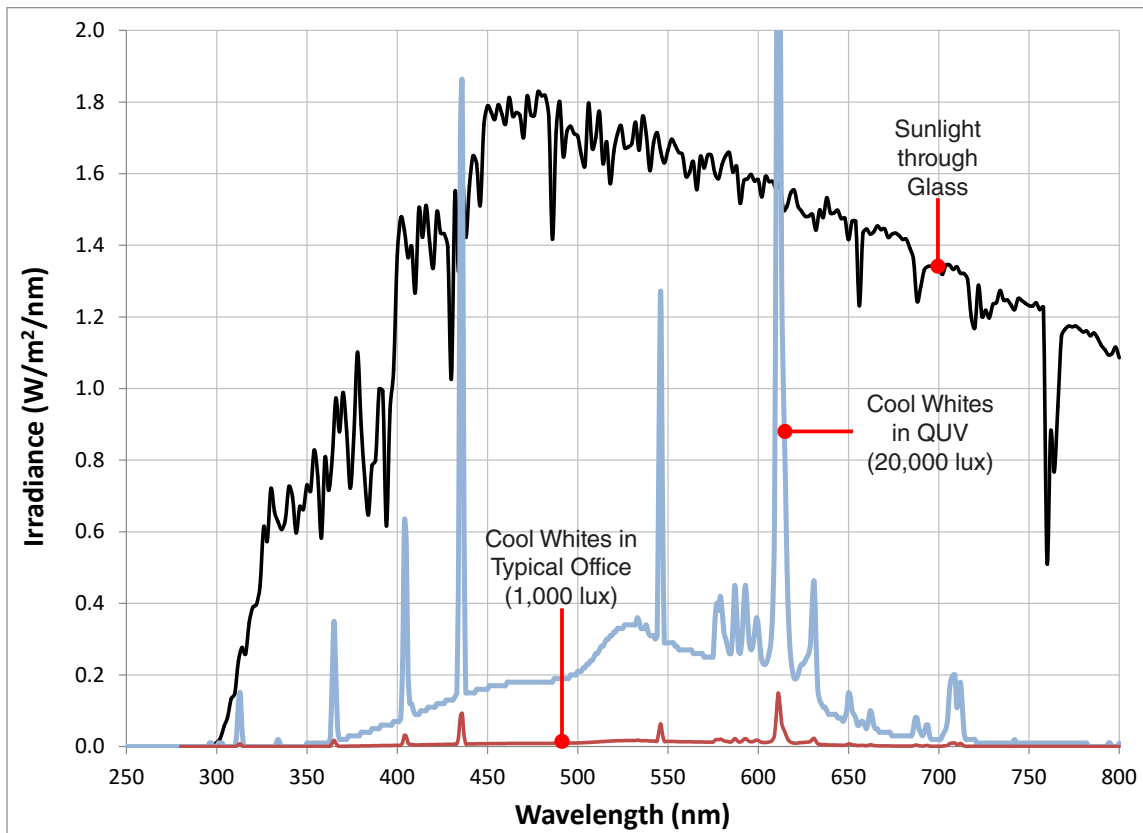 2.0
1.8
1.6
1.4
1.2
1.0
0.8
0.6
0.4
0.2
0.0
Irradiance (W/m²/nm)
Sunlight
through
Glass
Cool Whites
in QUV
(20,000 lux)
Cool Whites in
Typical Office
(1,000 lux)
250 300 350 400 450 500 550 600 650 700 750 800
Wavelength (nm)